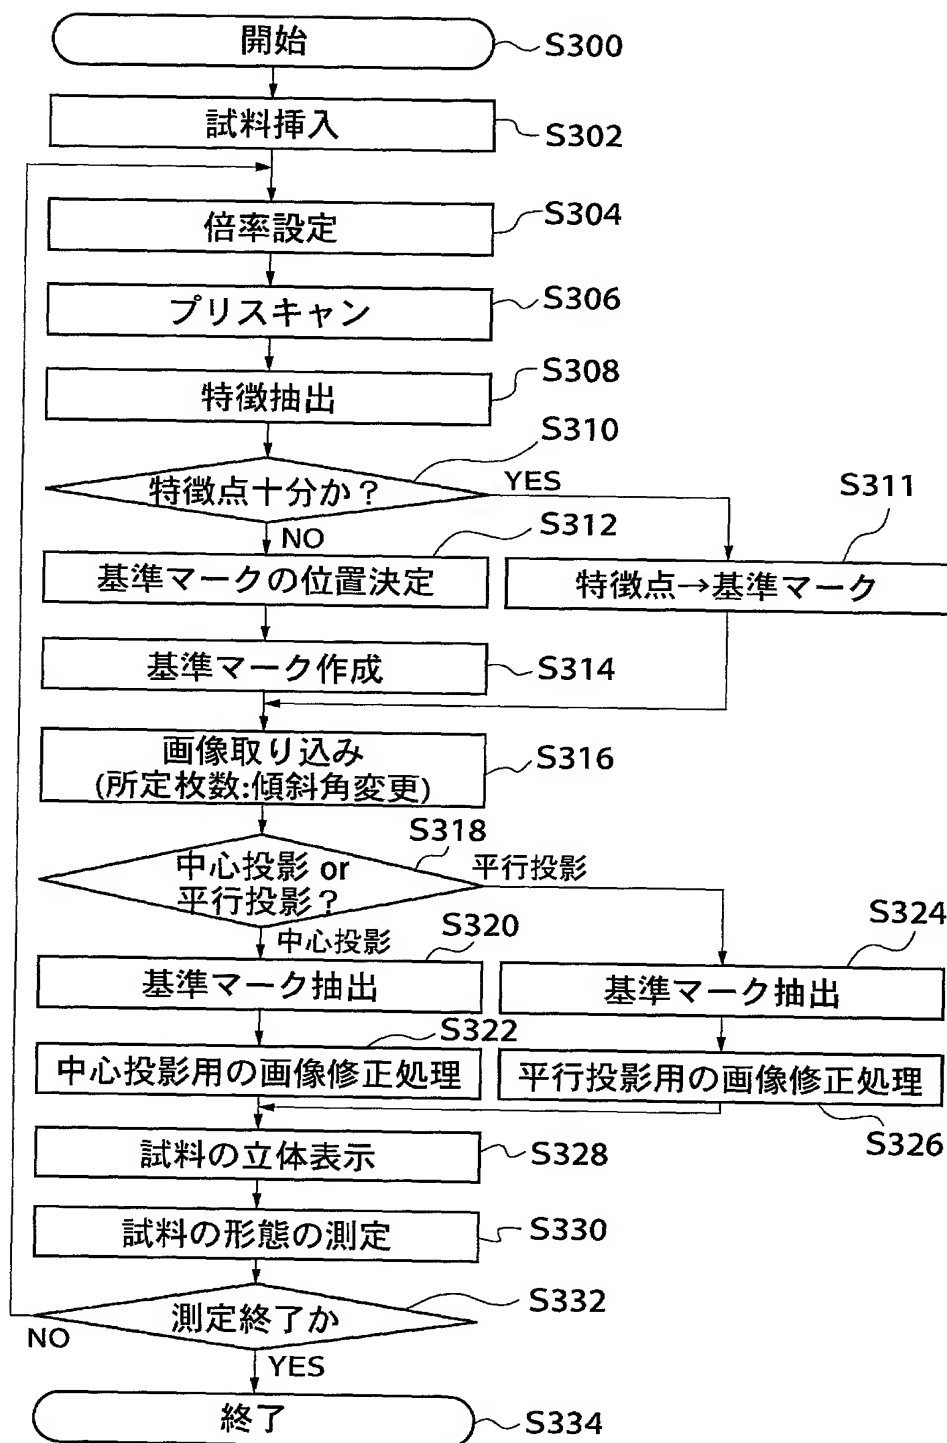 開始
S300
試料挿入
S302
倍率設定
S304
プリスキャン
S306
特徴抽出
S308
特徴点十分か？
S310
YES
NO
基準マークの位置決定
S312
特徴点→基準マーク
S311
基準マーク作成
S314
画像取り込み
(所定枚数:傾斜角変更)
S316
中心投影 or
平行投影？
S318
平行投影
中心投影
基準マーク抽出
S320
基準マーク抽出
S324
中心投影用の画像修正処理
S322
平行投影用の画像修正処理
S326
試料の立体表示
S328
試料の形態の測定
S330
測定終了か
S332
NO
YES
終了
S334